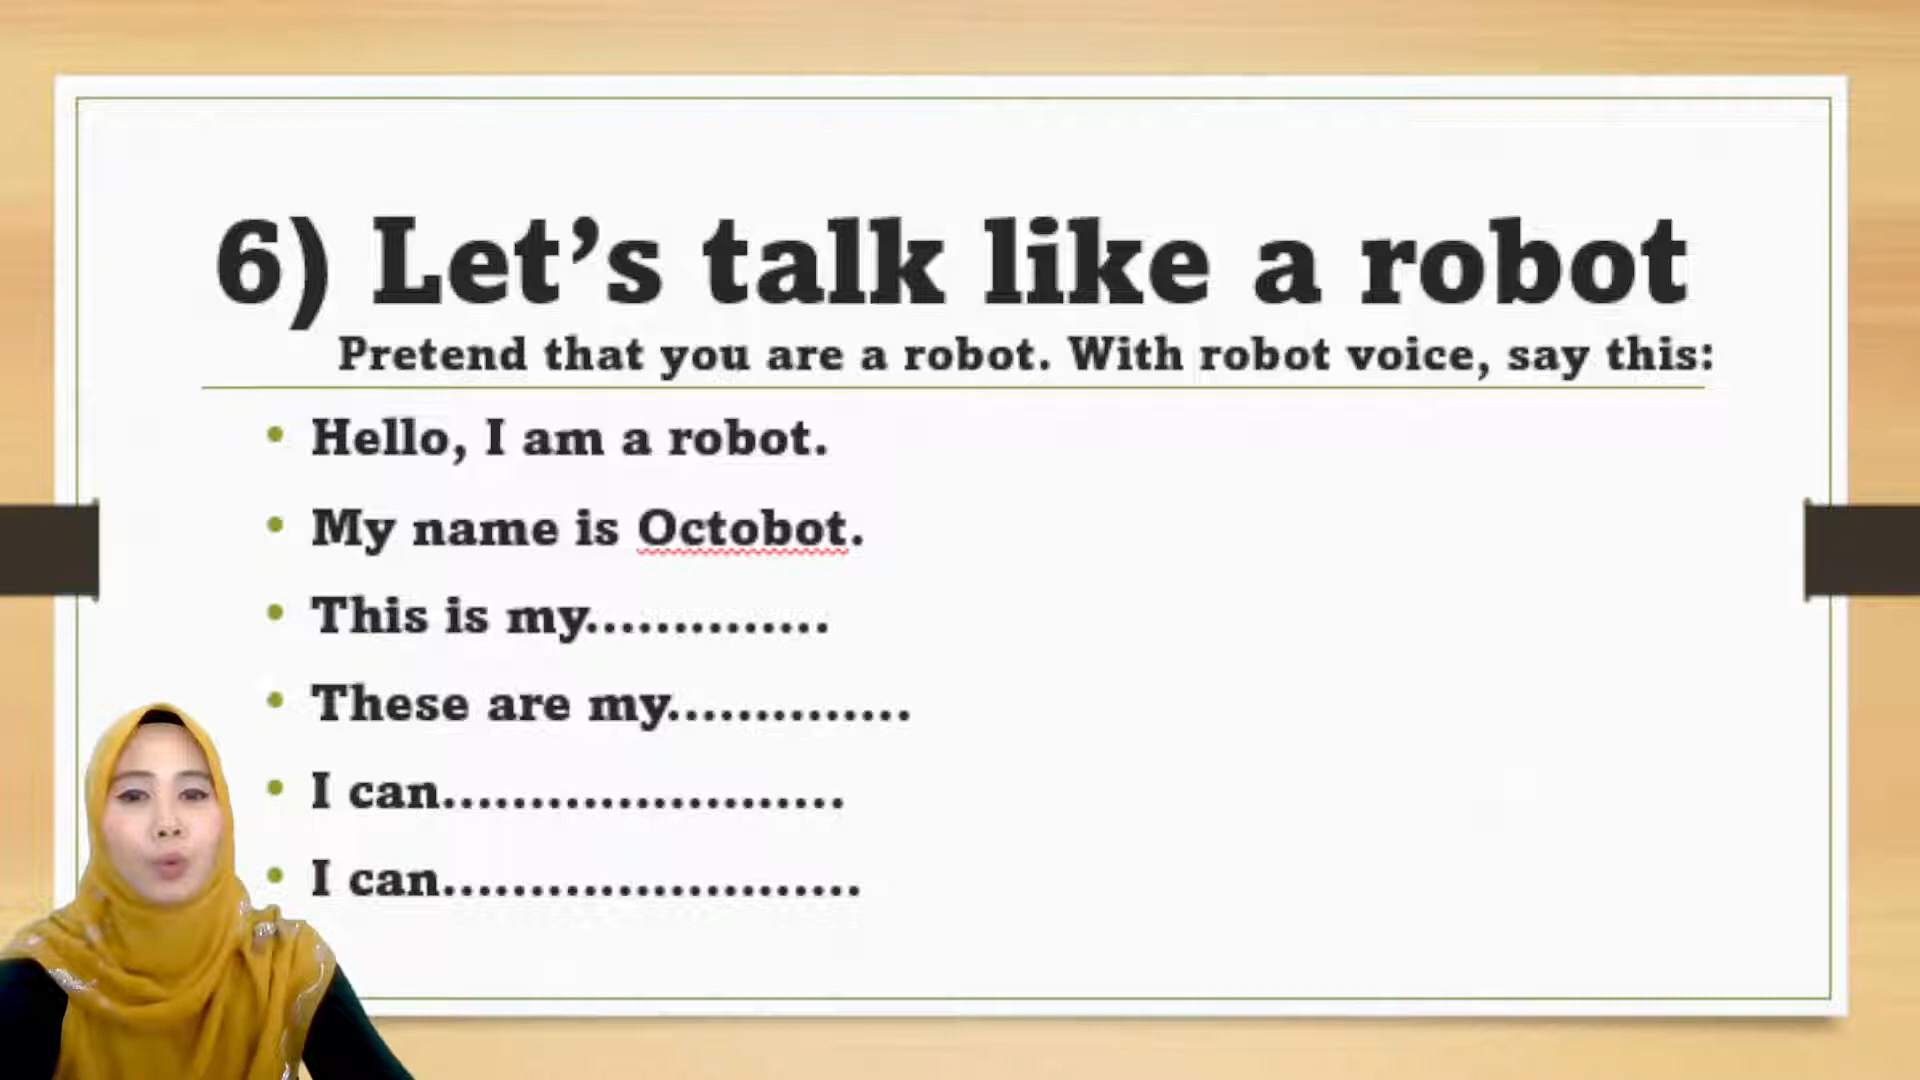 6) Let’s talk like a robot
Pretend that you are a robot. With robot voice, say this:
• Hello, I am a robot.
• My name is Octobot.
• This is my..............
• These are my..............
• I can.......................
• I can........................